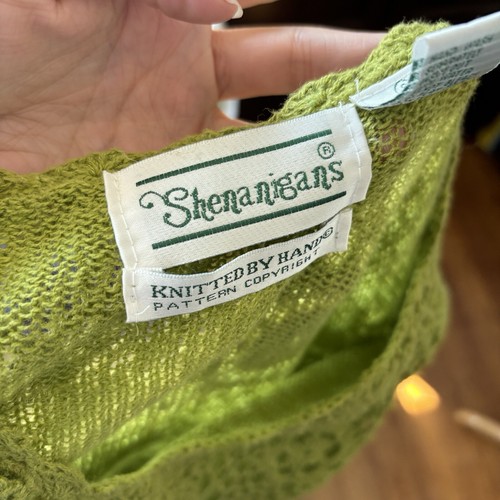 Shenanigans®
KNITTED BY HAND©
PATTERN COPYRIGHT